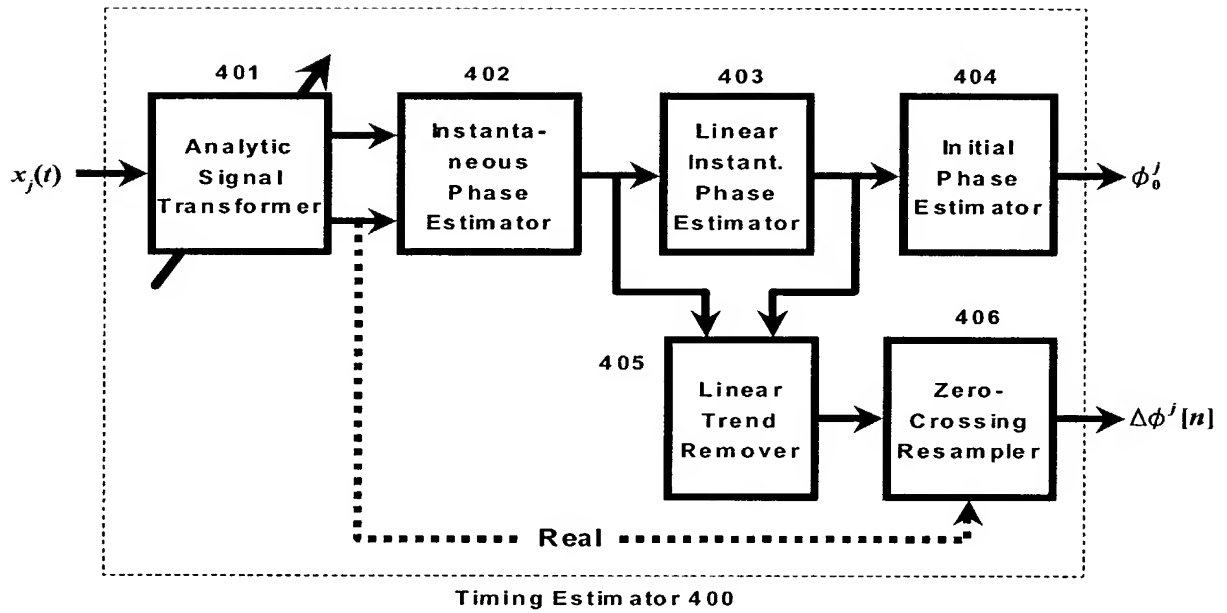 401
402
403
404
Analytic
Signal
Transformer
Instanta-
neous
Phase
Estimator
Linear
Instant.
Phase
Estimator
Initial
Phase
Estimator
x_j(t)
ϕ_0^j
405
406
Linear
Trend
Remover
Zero-
Crossing
Resampler
Δϕ^j[n]
Real
Timing Estimator 400